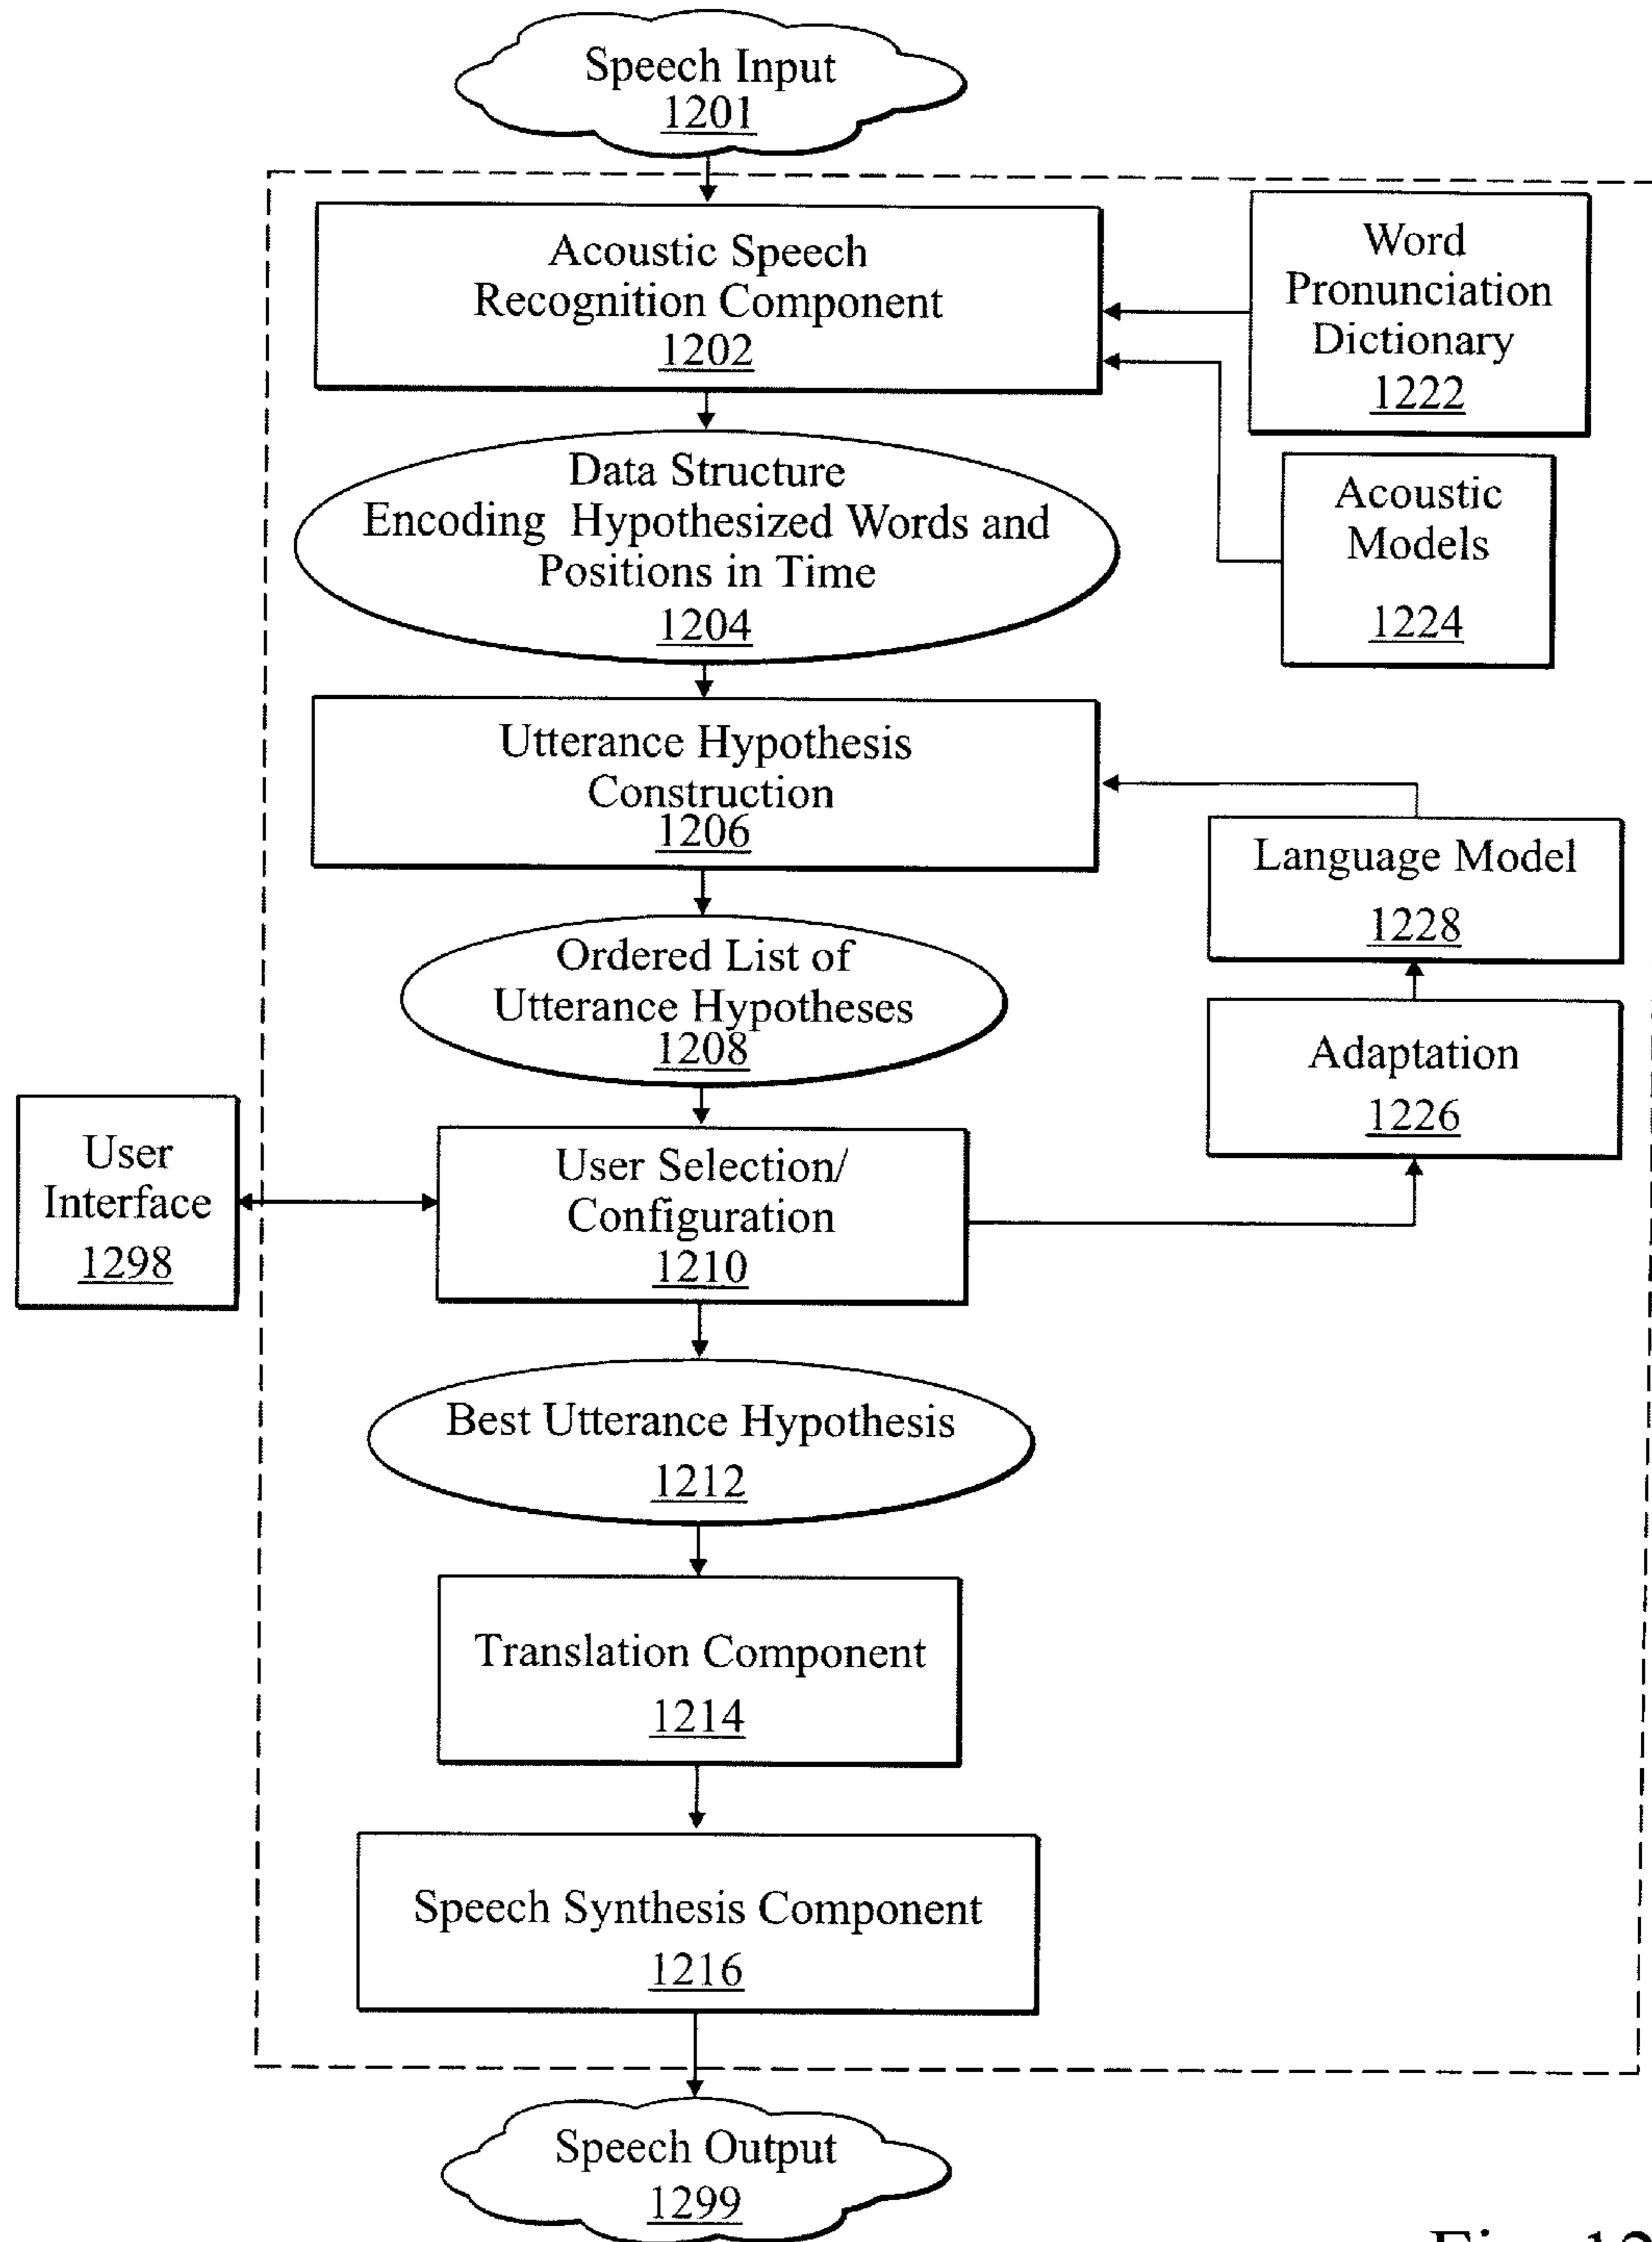 Speech Input
1201
Acoustic Speech
Recognition Component
1202
Word
Pronunciation
Dictionary
1222
Data Structure
Encoding Hypothesized Words and
Positions in Time
1204
Acoustic
Models
1224
Utterance Hypothesis
Construction
1206
Language Model
1228
Ordered List of
Utterance Hypotheses
1208
Adaptation
1226
User
Interface
1298
User Selection/
Configuration
1210
Best Utterance Hypothesis
1212
Translation Component
1214
Speech Synthesis Component
1216
Speech Output
1299